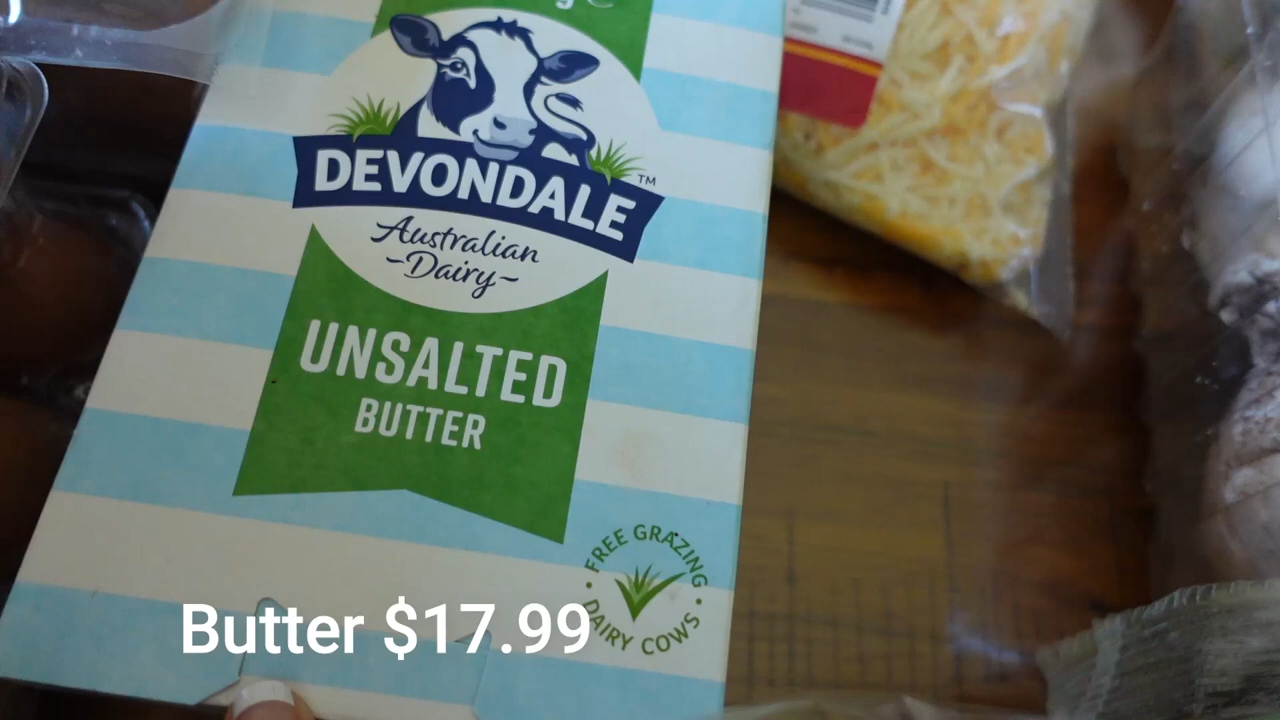 DEVONDALE
TM
Australian
~Dairy~
UNSALTED
BUTTER
FREE GRAZING
DAIRY COWS
Butter $17.99